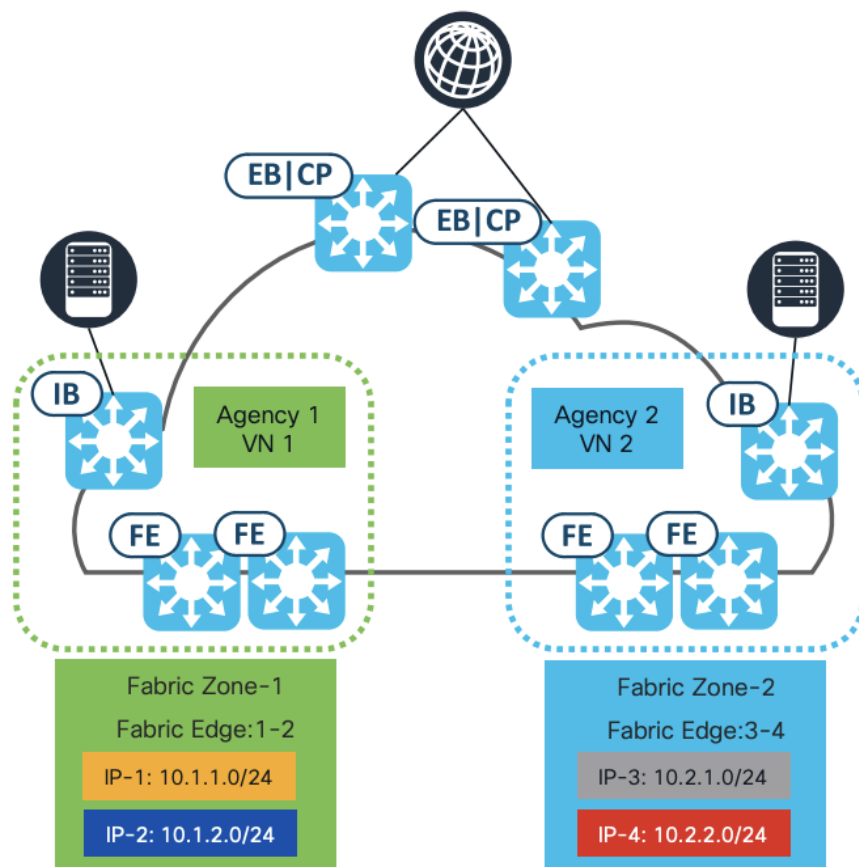 EB|CP
EB|CP
IB
Agency 1
VN 1
Agency 2
VN 2
IB
FE
FE
FE
FE
Fabric Zone-1
Fabric Edge:1-2
IP-1: 10.1.1.0/24
IP-2: 10.1.2.0/24
Fabric Zone-2
Fabric Edge:3-4
IP-3: 10.2.1.0/24
IP-4: 10.2.2.0/24